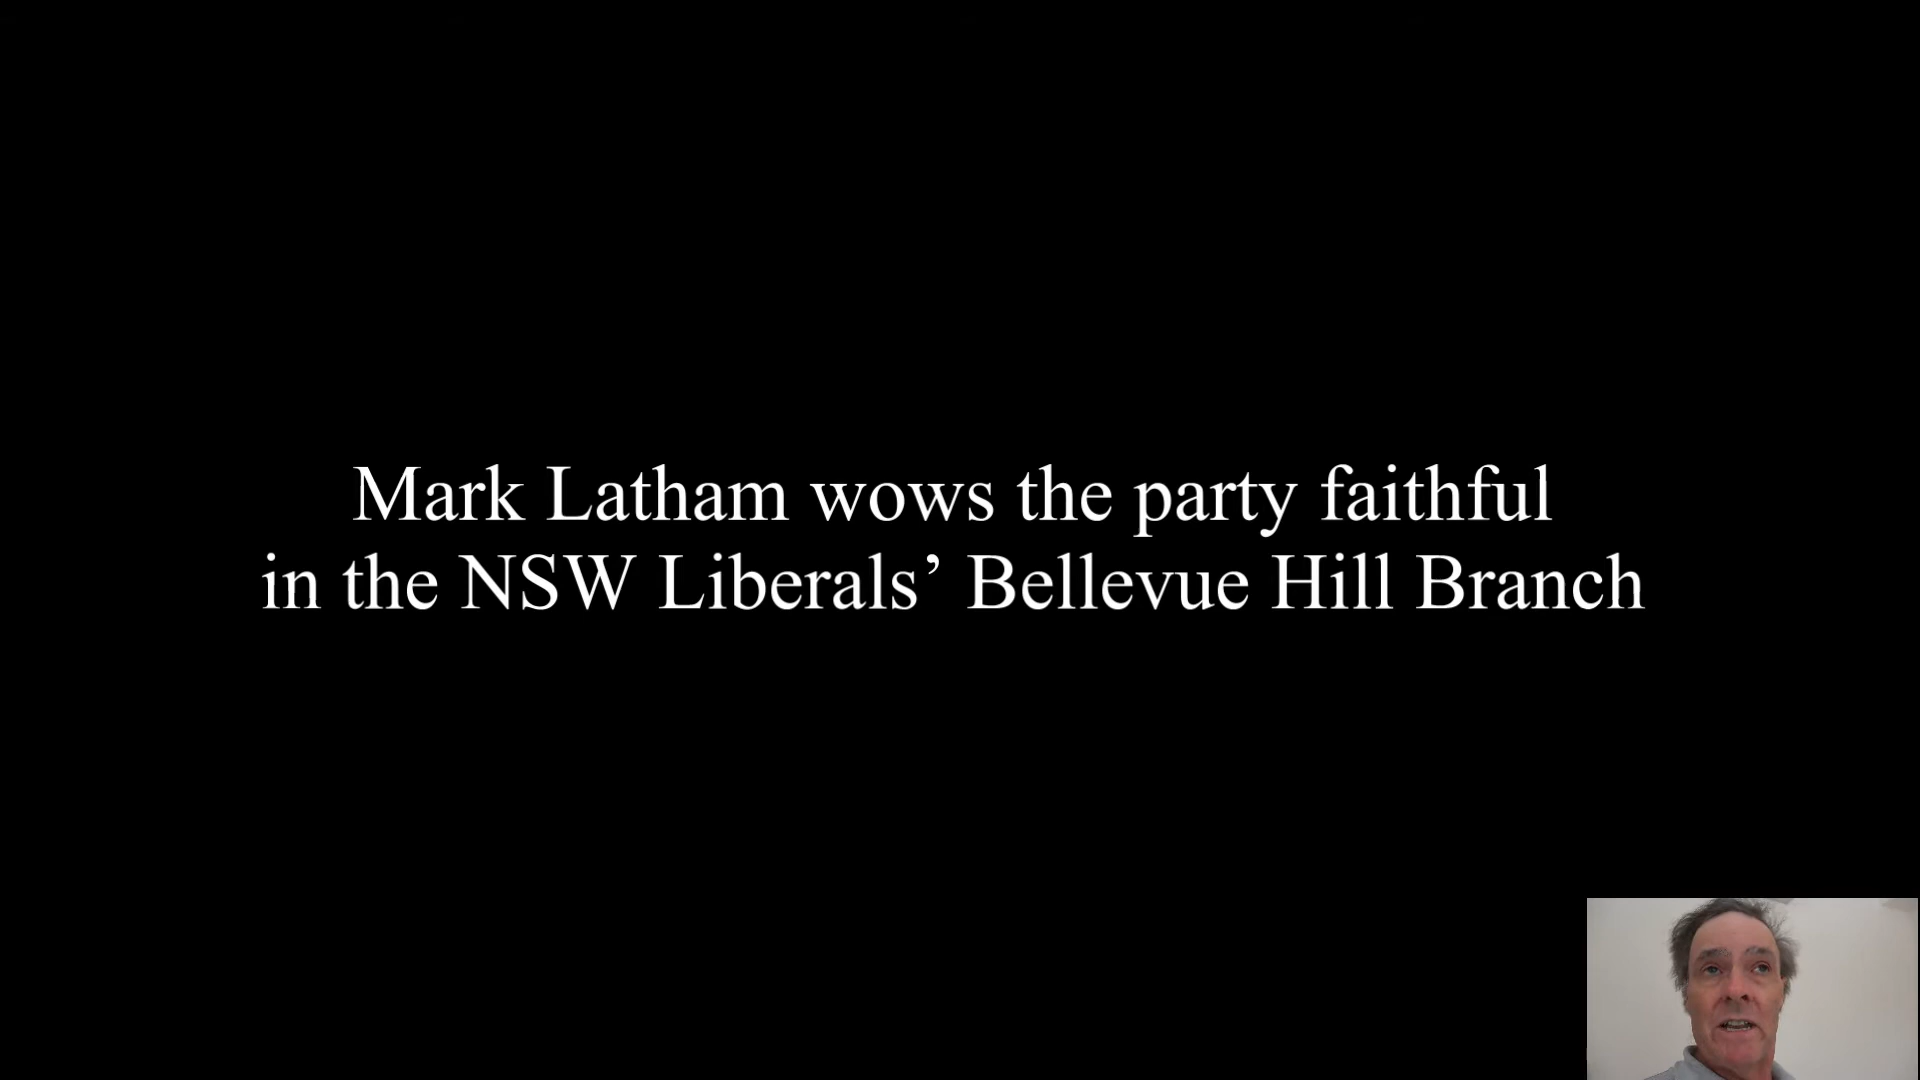 Mark Latham wows the party faithful
in the NSW Liberals’ Bellevue Hill Branch